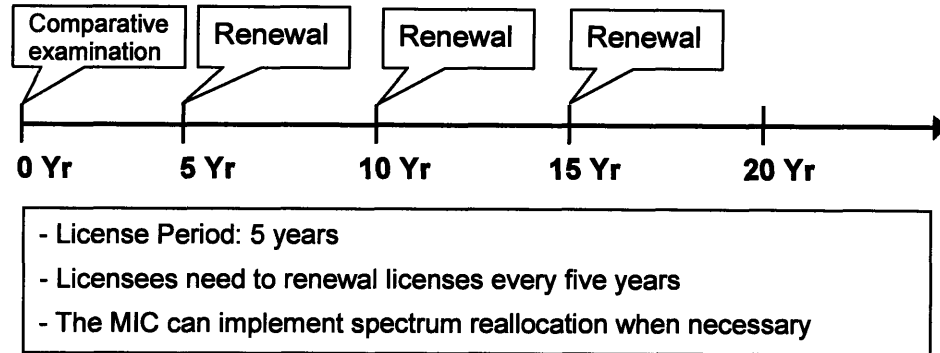 Comparative
examination
Renewal
Renewal
Renewal
0 Yr
5 Yr
10 Yr
15 Yr
20 Yr
- License Period: 5 years
- Licensees need to renewal licenses every five years
- The MIC can implement spectrum reallocation when necessary